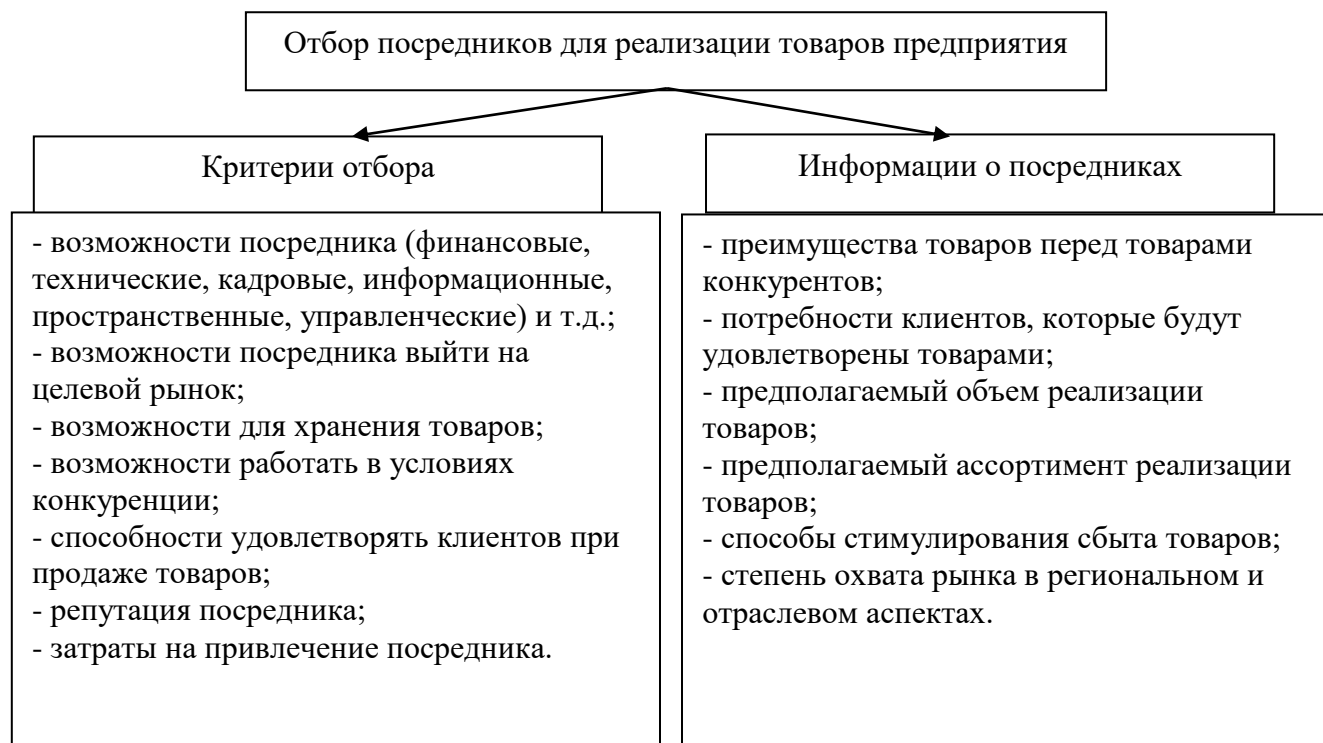 Отбор посредников для реализации товаров предприятия
Критерии отбора
- возможности посредника (финансовые,
технические, кадровые, информационные,
пространственные, управленческие) и т.д.;
- возможности посредника выйти на
целевой рынок;
- возможности для хранения товаров;
- возможности работать в условиях
конкуренции;
- способности удовлетворять клиентов при
продаже товаров;
- репутация посредника;
- затраты на привлечение посредника.
Информации о посредниках
- преимущества товаров перед товарами
конкурентов;
- потребности клиентов, которые будут
удовлетворены товарами;
- предполагаемый объем реализации
товаров;
- предполагаемый ассортимент реализации
товаров;
- способы стимулирования сбыта товаров;
- степень охвата рынка в региональном и
отраслевом аспектах.